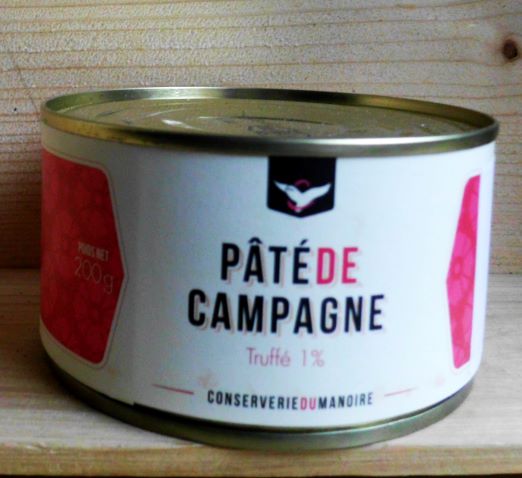 POIDS NET
200g
PÂTÉDE
CAMPAGNE
Truffé 1%
CONSERVERIEDUMANOIRE